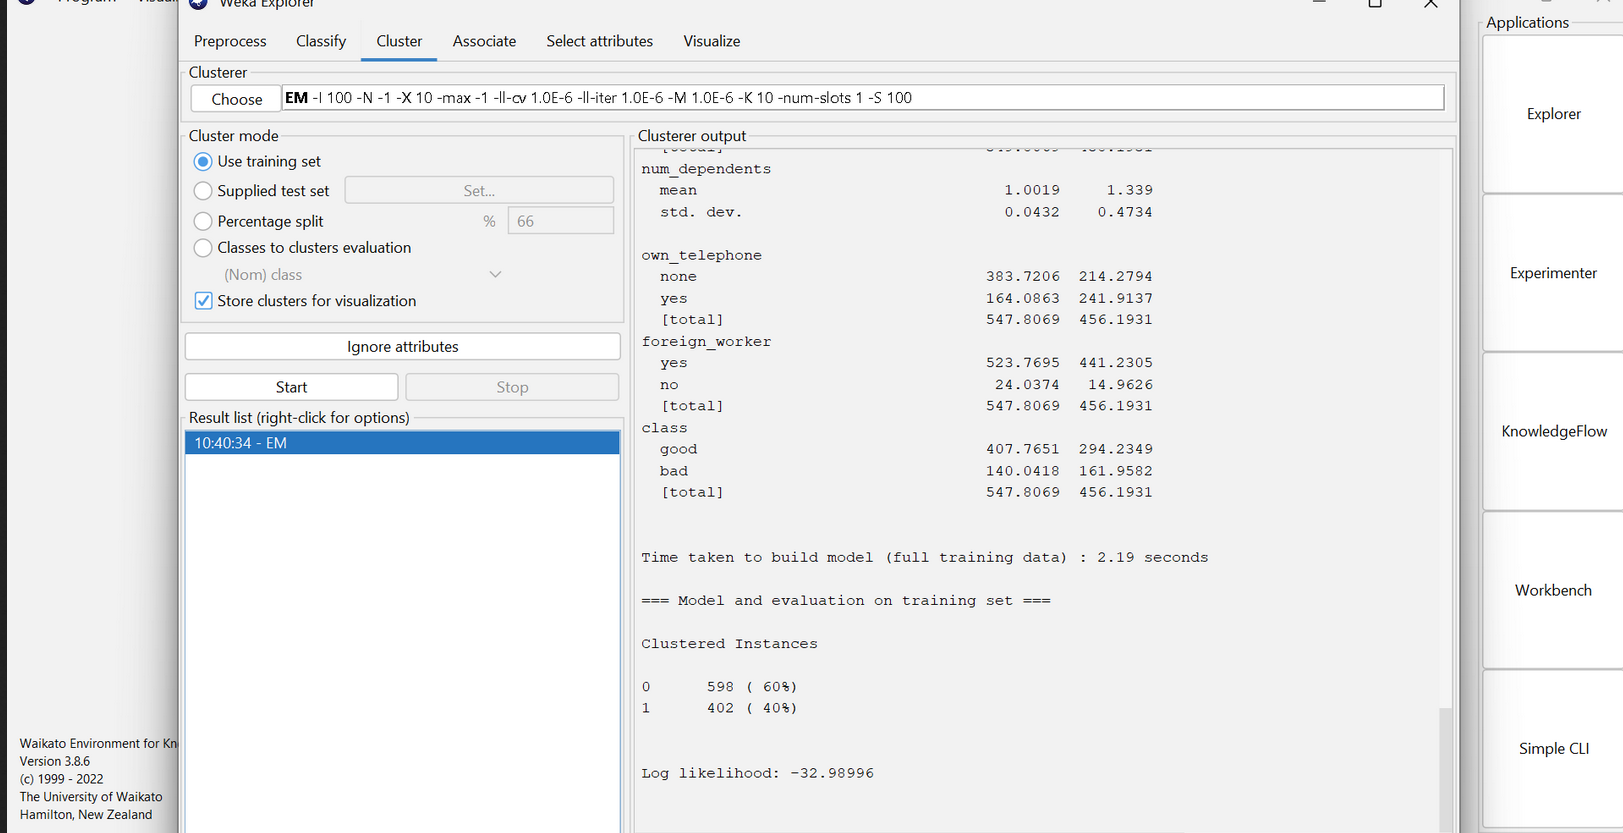 Program
Weka Explorer
Preprocess Classify Cluster Associate Select attributes Visualize
Clusterer
Choose EM -I 100 -N -1 -X 10 -max -1 -ll-cv 1.0E-6 -ll-iter 1.0E-6 -M 1.0E-6 -K 10 -num-slots 1 -S 100
Cluster mode
Use training set
Supplied test set Set...
Percentage split % 66
Classes to clusters evaluation
(Nom) class
Store clusters for visualization
Ignore attributes
Start Stop
Result list (right-click for options)
10:40:34 - EM
Clusterer output
num_dependents
mean 1.0019 1.339
std. dev. 0.0432 0.4734
own_telephone
none 383.7206 214.2794
yes 164.0863 241.9137
[total] 547.8069 456.1931
foreign_worker
yes 523.7695 441.2305
no 24.0374 14.9626
[total] 547.8069 456.1931
class
good 407.7651 294.2349
bad 140.0418 161.9582
[total] 547.8069 456.1931
Time taken to build model (full training data) : 2.19 seconds
=== Model and evaluation on training set ===
Clustered Instances
0 598 ( 60%)
1 402 ( 40%)
Log likelihood: -32.98996
Applications
Explorer
Experimenter
KnowledgeFlow
Workbench
Simple CLI
Waikato Environment for Kn
Version 3.8.6
(c) 1999 - 2022
The University of Waikato
Hamilton, New Zealand